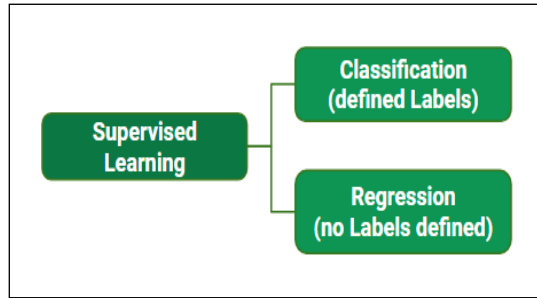 Classification
(defined Labels)
Supervised
Learning
Regression
(no Labels defined)